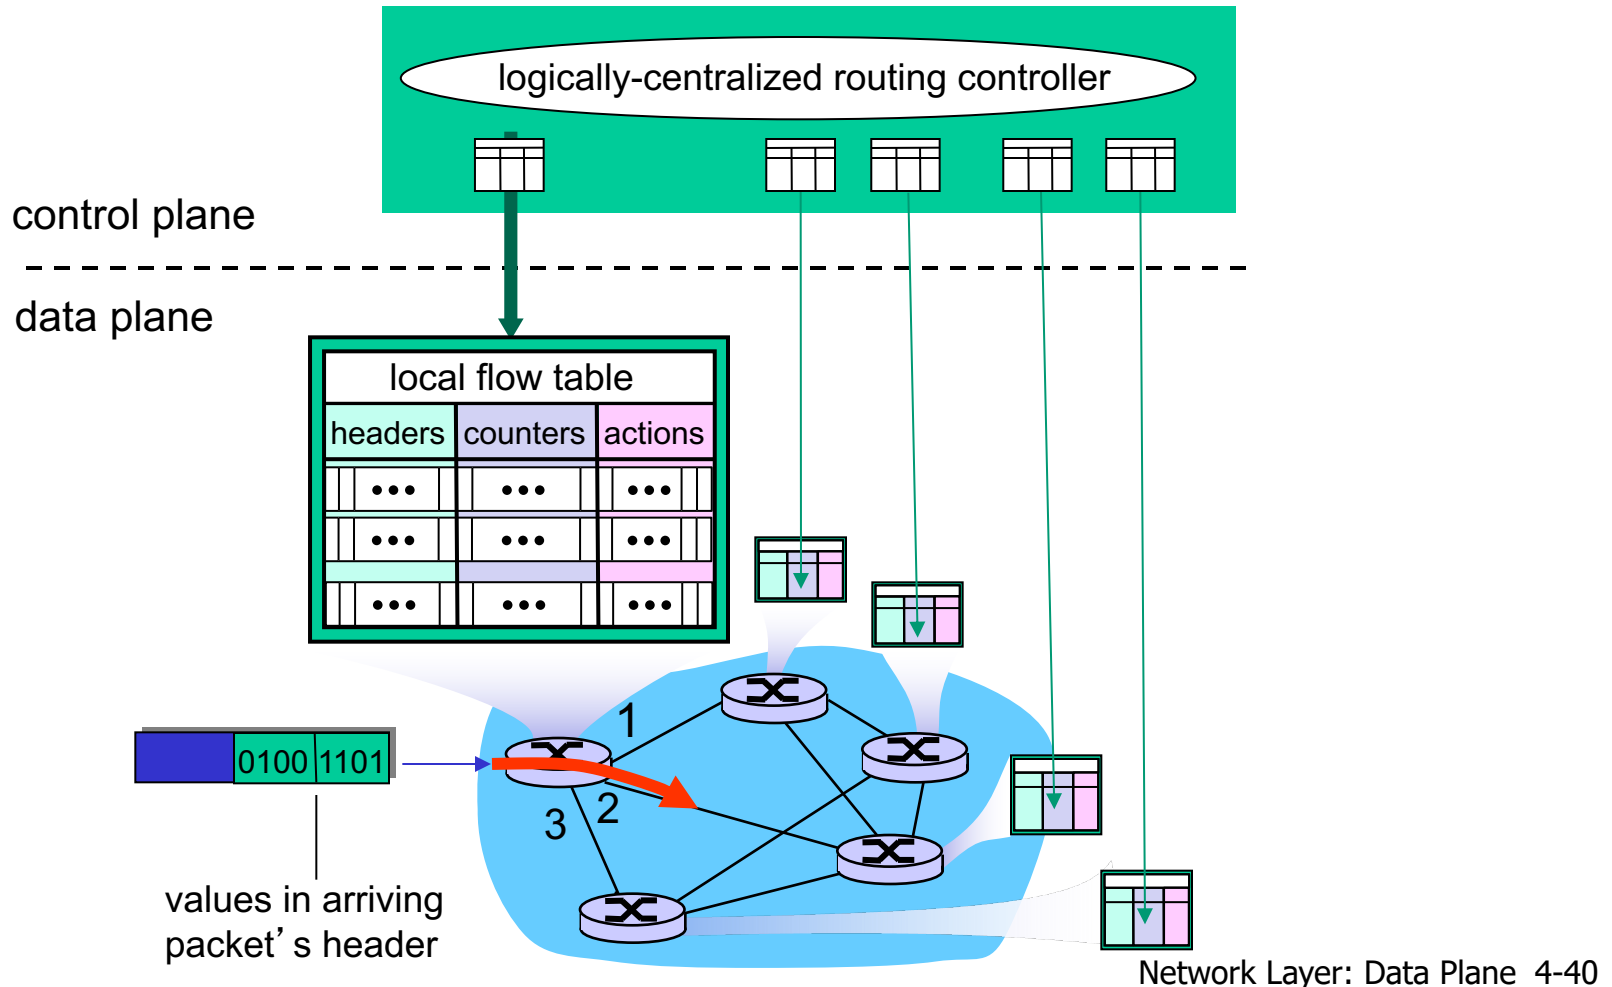 logically-centralized routing controller
control plane
data plane
local flow table
headers counters actions
1
2
3
0100 1101
values in arriving
packet’s header
Network Layer: Data Plane 4-40